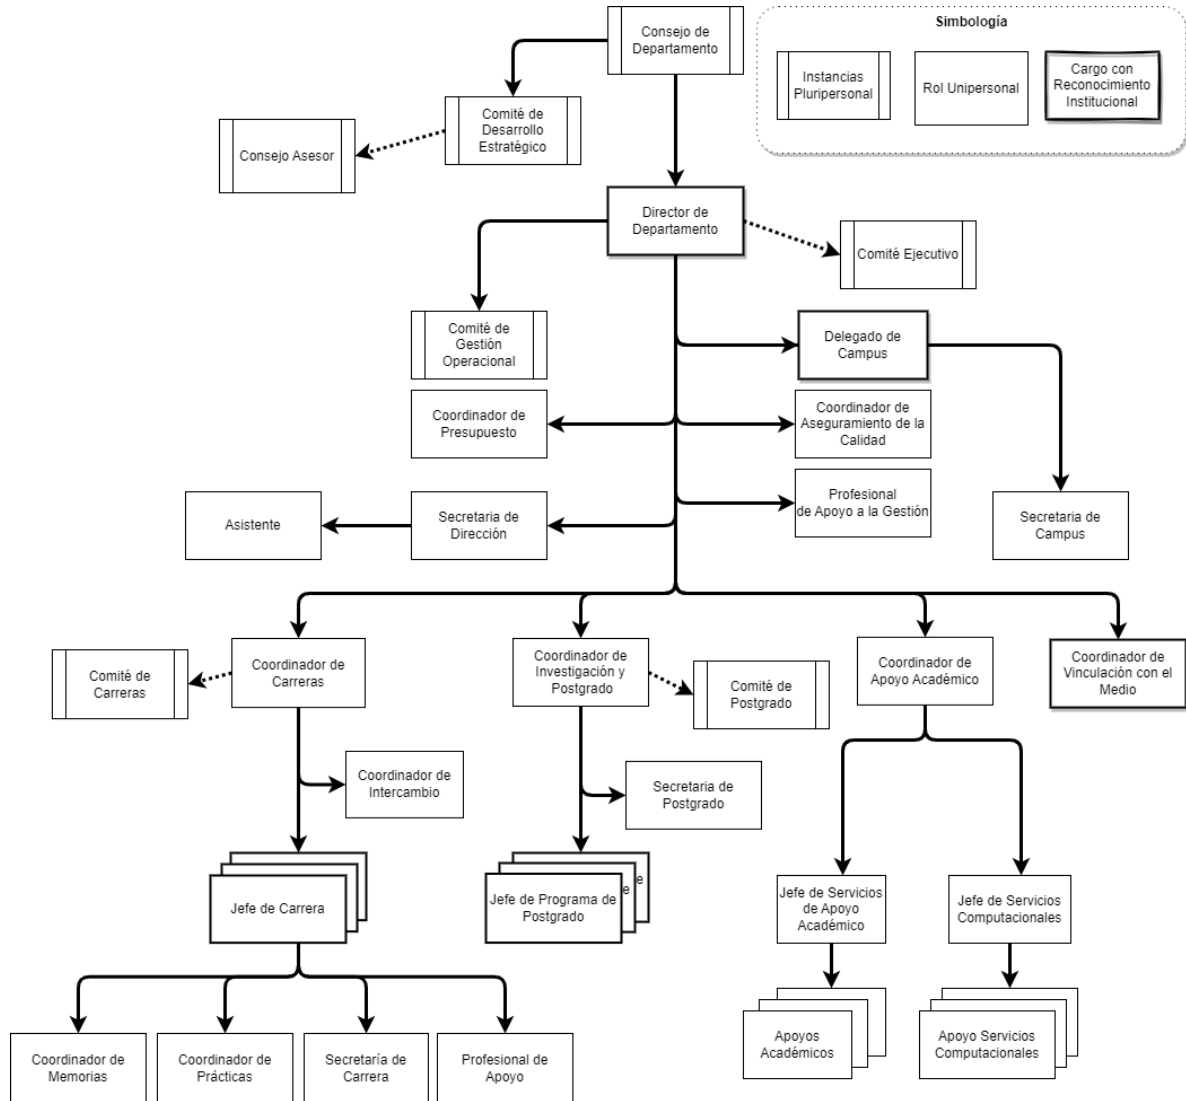 Consejo de
Departamento
Simbología
Instancias
Pluripersonal
Rol Unipersonal
Cargo con
Reconocimiento
Institucional
Comité de
Desarrollo
Estratégico
Consejo Asesor
Director de
Departamento
Comité Ejecutivo
Comité de
Gestión
Operacional
Delegado de
Campus
Coordinador de
Presupuesto
Coordinador de
Aseguramiento de la
Calidad
Asistente
Secretaria de
Dirección
Profesional
de Apoyo a la Gestión
Secretaria de
Campus
Comité de
Carreras
Coordinador de
Carreras
Coordinador de
Investigación y
Postgrado
Comité de
Postgrado
Coordinador de
Apoyo Académico
Coordinador de
Vinculación con el
Medio
Coordinador de
Intercambio
Secretaria de
Postgrado
Jefe de Carrera
Jefe de Programa de
Postgrado
e
e
Jefe de Servicios
de Apoyo
Académico
Jefe de Servicios
Computacionales
Coordinador de
Memorias
Coordinador de
Prácticas
Secretaría de
Carrera
Profesional de
Apoyo
Apoyos
Académicos
Apoyo Servicios
Computacionales